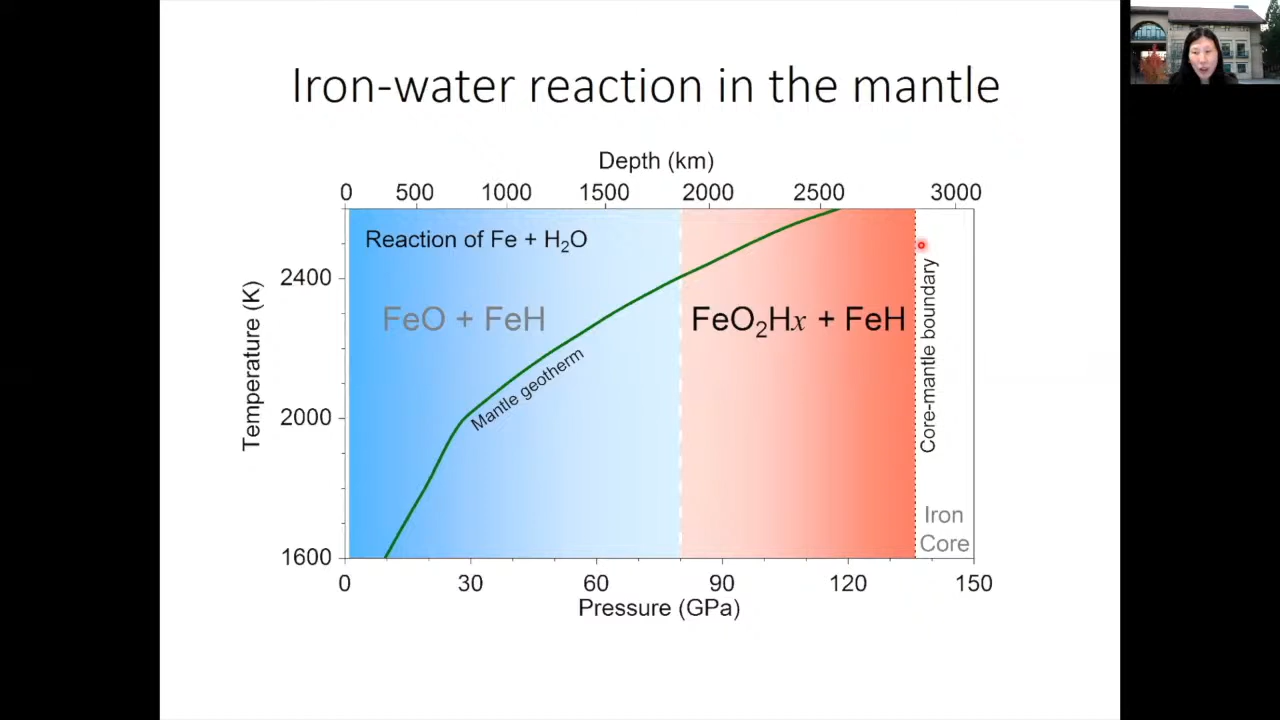 Iron-water reaction in the mantle
Depth (km)
0 500 1000 1500 2000 2500 3000
Reaction of Fe + H₂O
FeO + FeH
FeO₂Hx + FeH
Mantle geotherm
Core-mantle boundary
Iron
Core
Temperature (K)
2400
2000
1600
0 30 60 90 120 150
Pressure (GPa)